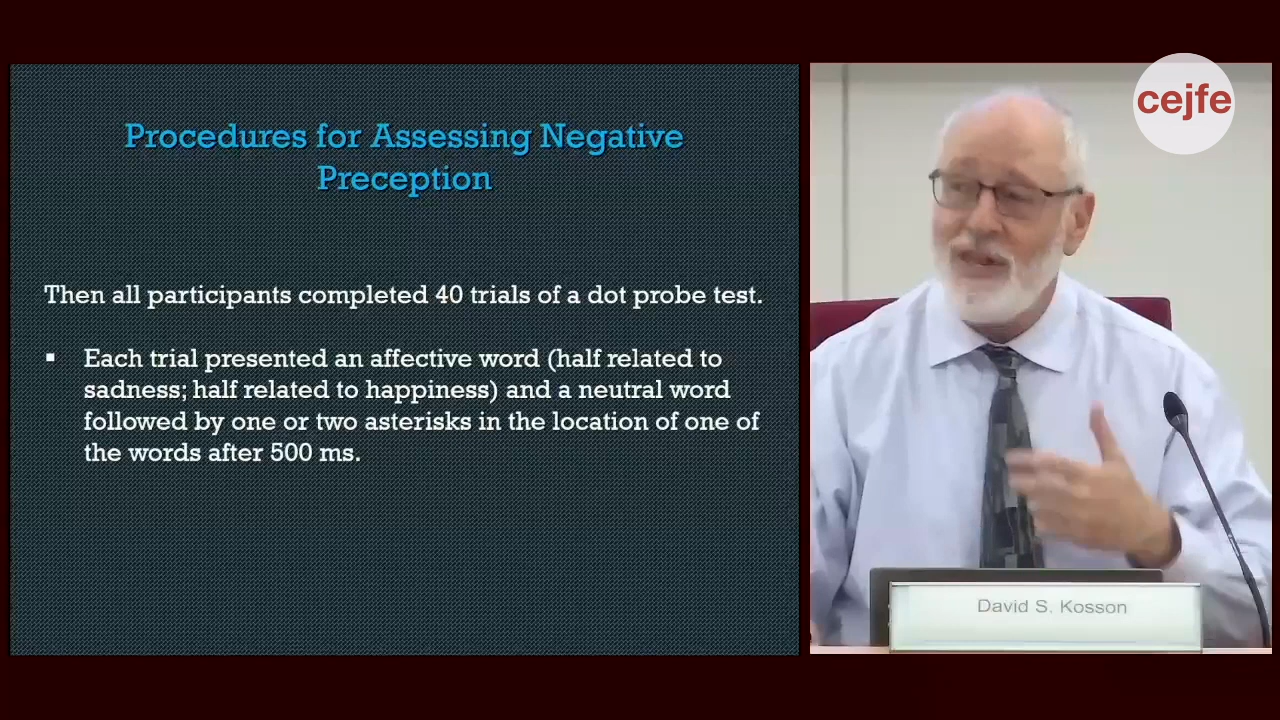 Procedures for Assessing Negative
Preception
Then all participants completed 40 trials of a dot probe test.
▪ Each trial presented an affective word (half related to
sadness; half related to happiness) and a neutral word
followed by one or two asterisks in the location of one of
the words after 500 ms.
cejfe
David S. Kosson